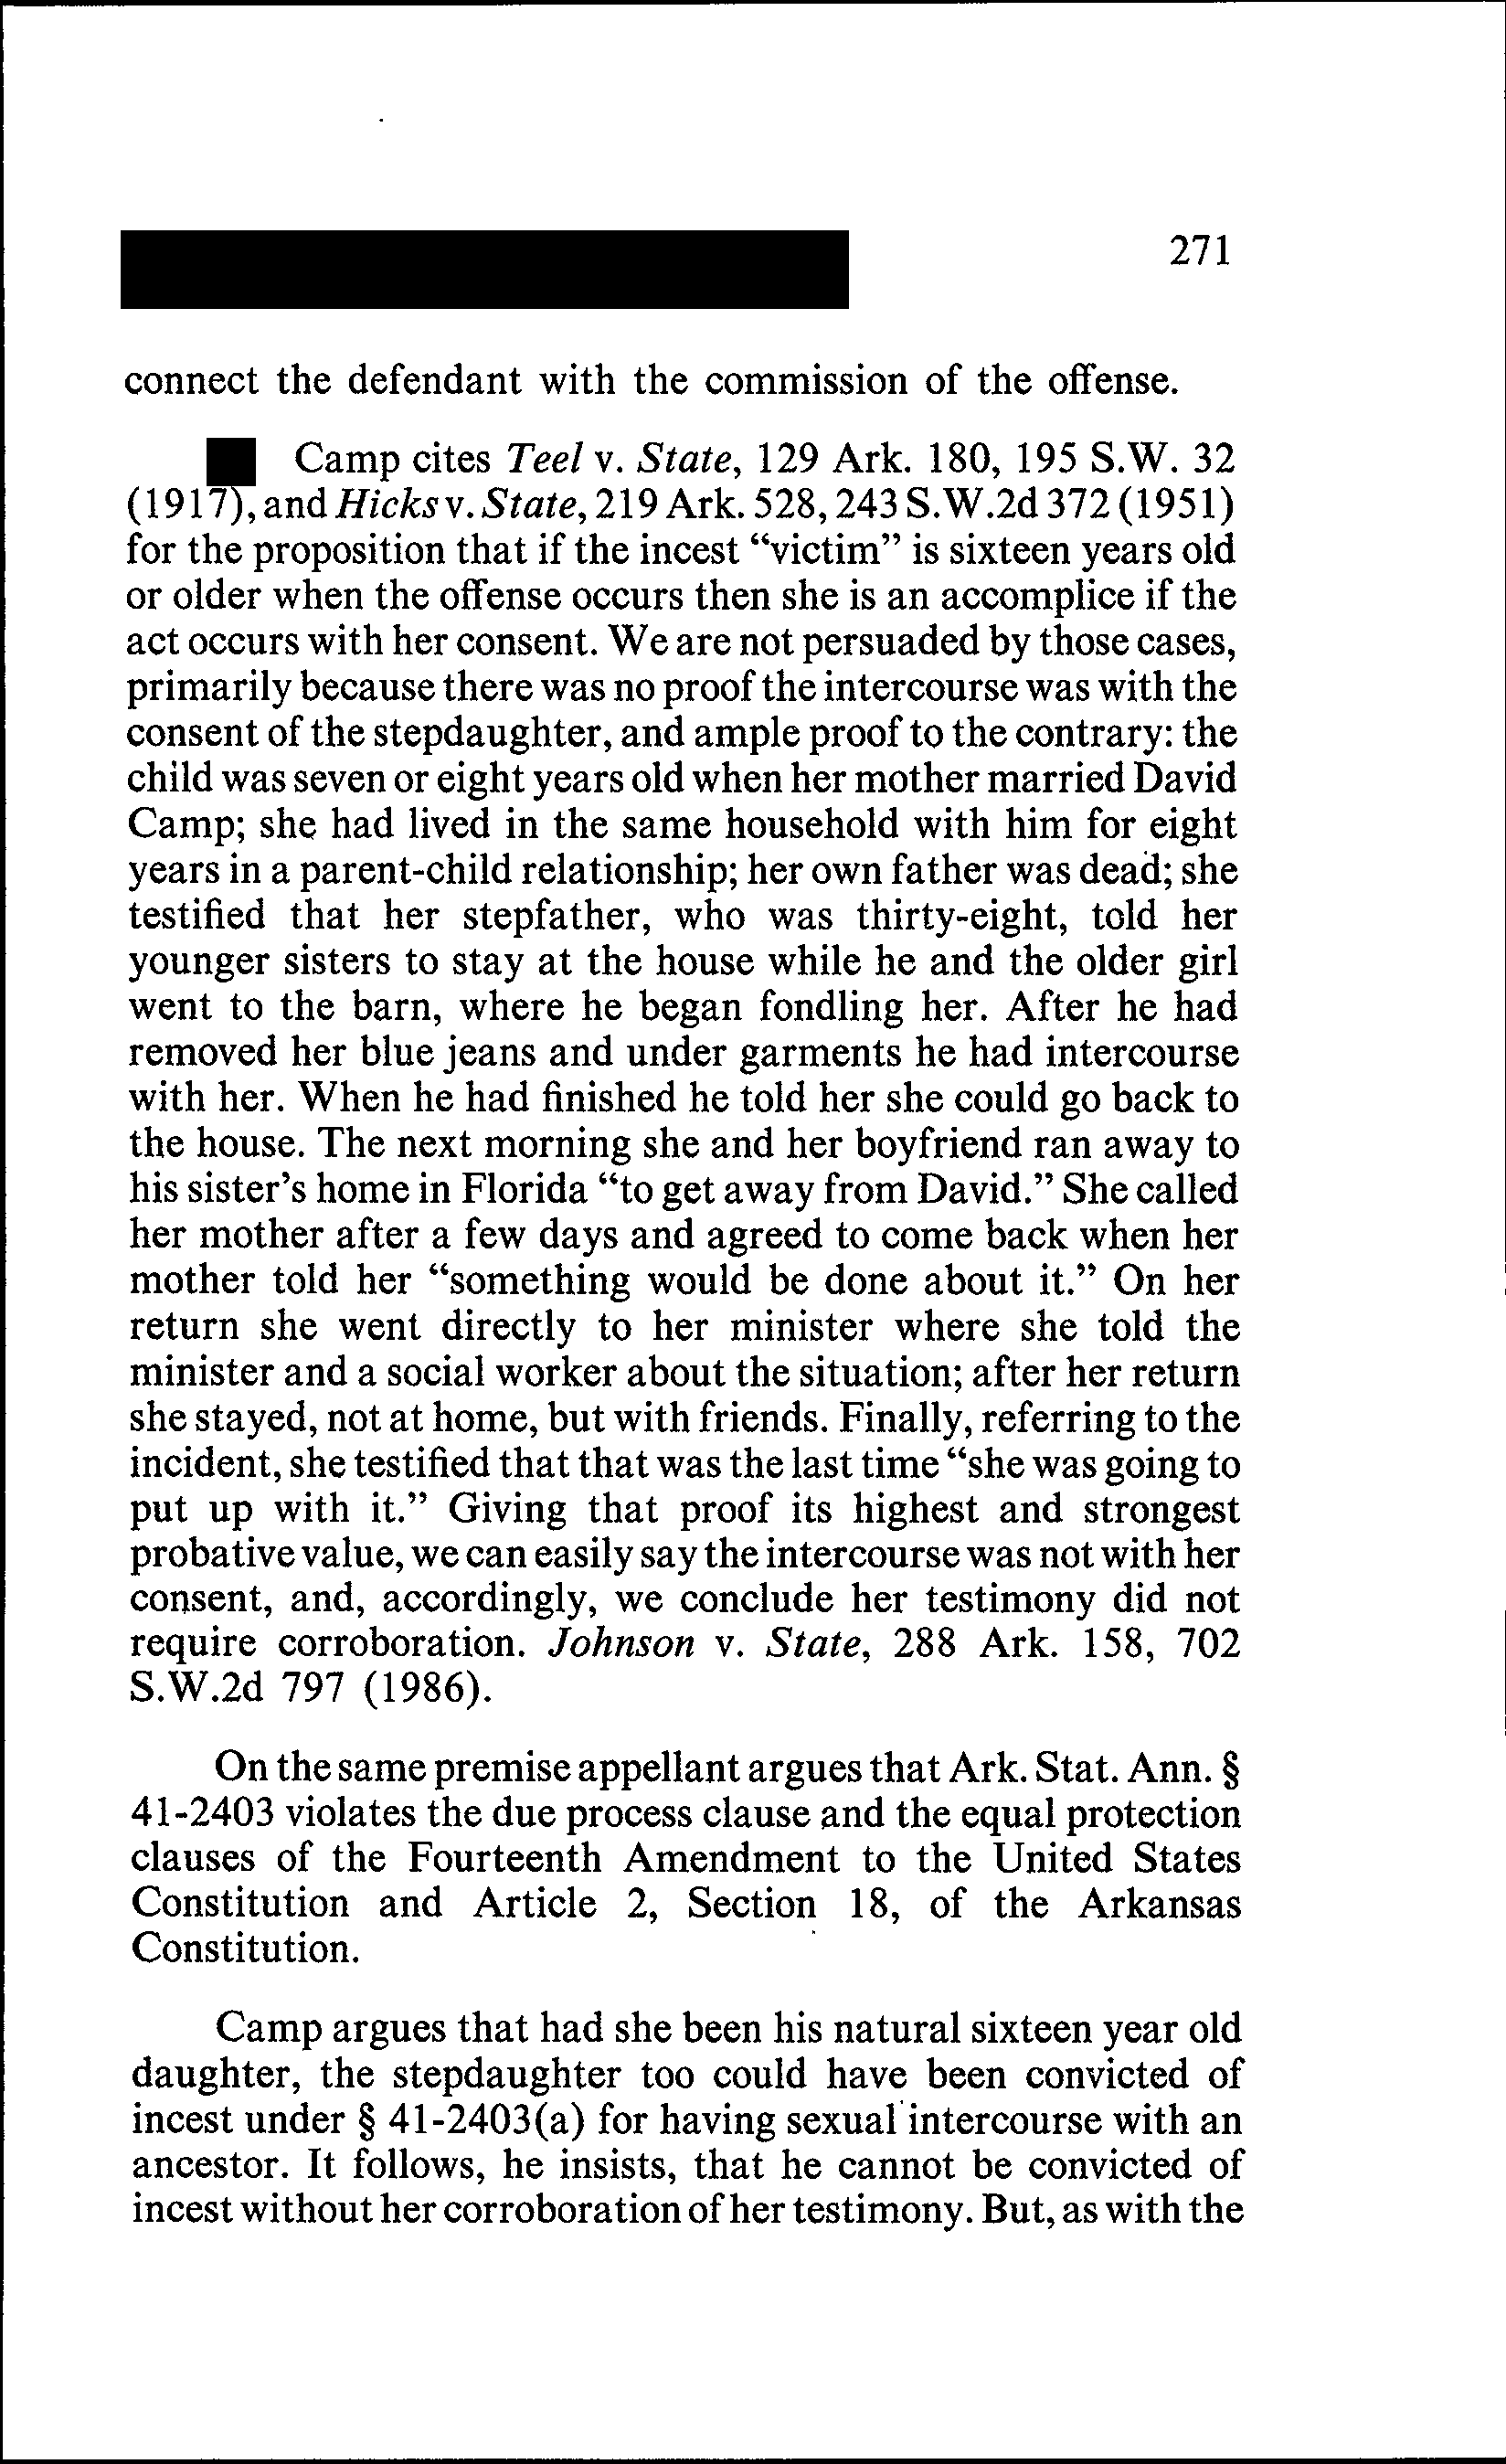 271
connect the defendant with the commission of the offense.
Camp cites Teel v. State, 129 Ark. 180, 195 S.W. 32
(1917), and Hicks v. State, 219 Ark. 528, 243 S.W.2d 372 (1951)
for the proposition that if the incest “victim” is sixteen years old
or older when the offense occurs then she is an accomplice if the
act occurs with her consent. We are not persuaded by those cases,
primarily because there was no proof the intercourse was with the
consent of the stepdaughter, and ample proof to the contrary: the
child was seven or eight years old when her mother married David
Camp; she had lived in the same household with him for eight
years in a parent-child relationship; her own father was dead; she
testified that her stepfather, who was thirty-eight, told her
younger sisters to stay at the house while he and the older girl
went to the barn, where he began fondling her. After he had
removed her blue jeans and under garments he had intercourse
with her. When he had finished he told her she could go back to
the house. The next morning she and her boyfriend ran away to
his sister’s home in Florida “to get away from David.” She called
her mother after a few days and agreed to come back when her
mother told her “something would be done about it.” On her
return she went directly to her minister where she told the
minister and a social worker about the situation; after her return
she stayed, not at home, but with friends. Finally, referring to the
incident, she testified that that was the last time “she was going to
put up with it.” Giving that proof its highest and strongest
probative value, we can easily say the intercourse was not with her
consent, and, accordingly, we conclude her testimony did not
require corroboration. Johnson v. State, 288 Ark. 158, 702
S.W.2d 797 (1986).
On the same premise appellant argues that Ark. Stat. Ann. §
41-2403 violates the due process clause and the equal protection
clauses of the Fourteenth Amendment to the United States
Constitution and Article 2, Section 18, of the Arkansas
Constitution.
Camp argues that had she been his natural sixteen year old
daughter, the stepdaughter too could have been convicted of
incest under § 41-2403(a) for having sexual intercourse with an
ancestor. It follows, he insists, that he cannot be convicted of
incest without her corroboration of her testimony. But, as with the